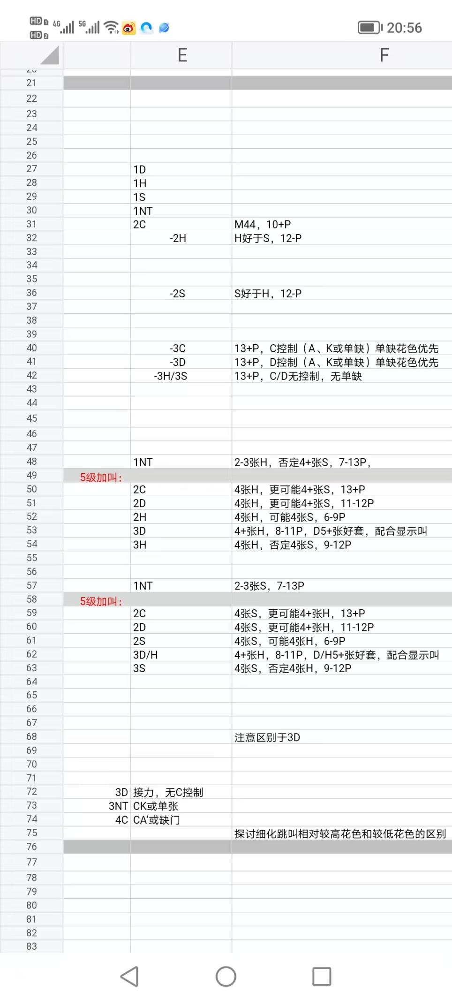 HD 1 4G 5G 20:56
HD 2
E F
20
21
22
23
24
25
26
27 1D
28 1H
29 1S
30 1NT
31 2C M44，10+P
32 -2H H好于S，12-P
33
34
35
36 -2S S好于H，12-P
37
38
39
40 -3C 13+P，C控制（A、K或单缺）单缺花色优先
41 -3D 13+P，D控制（A、K或单缺）单缺花色优先
42 -3H/3S 13+P，C/D无控制，无单缺
43
44
45
46
47
48 1NT 2-3张H，否定4+张S，7-13P，
49 5级加叫：
50 2C 4张H，更可能4+张S，13+P
51 2D 4张H，更可能4+张S，11-12P
52 2H 4张H，可能4张S，6-9P
53 3D 4+张H，8-11P，D5+张好套，配合显示叫
54 3H 4张H，否定4张S，9-12P
55
56
57 1NT 2-3张S，7-13P
58 5级加叫：
59 2C 4张S，更可能4+张H，13+P
60 2D 4张S，更可能4+张H，11-12P
61 2S 4张S，可能4张H，6-9P
62 3D/H 4+张H，8-11P，D/H5+张好套，配合显示叫
63 3S 4张S，否定4张H，9-12P
64
65
66
67
68 注意区别于3D
69
70
71
72 3D 接力，无C控制
73 3NT CK或单张
74 4C CA‘或缺门
75 探讨细化跳叫相对较高花色和较低花色的区别
76
77
78
79
80
81
82
83